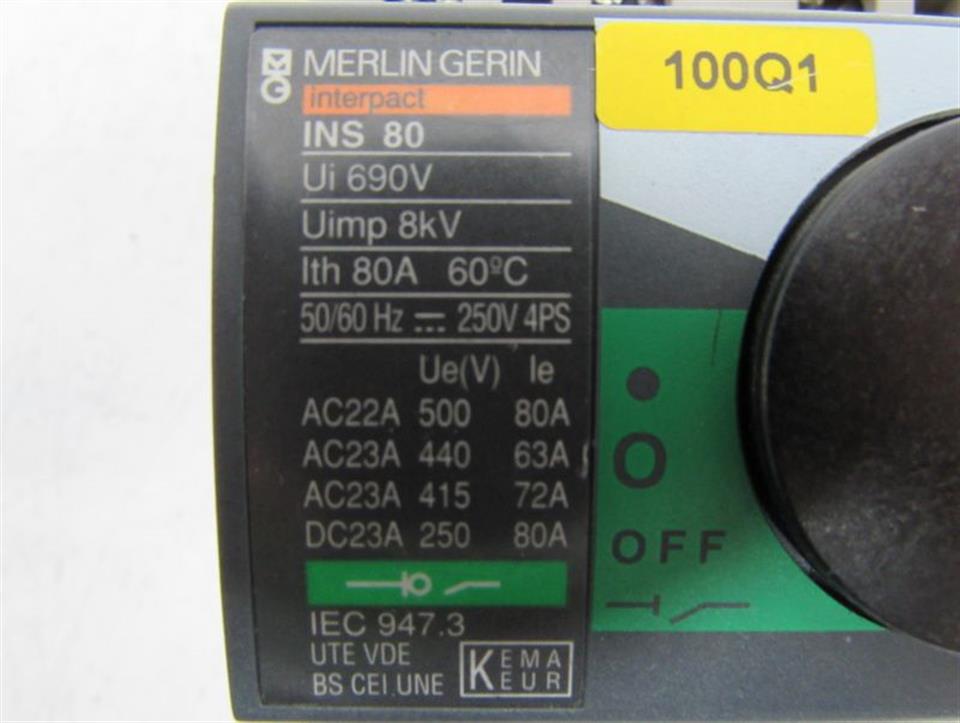 MERLIN GERIN
interpact
INS 80
Ui 690V
Uimp 8kV
Ith 80A 60ºC
50/60 Hz ⎓ 250V 4PS
Ue(V) Ie
AC22A 500 80A
AC23A 440 63A
AC23A 415 72A
DC23A 250 80A
IEC 947.3
UTE VDE
BS CEI UNE
KEMA
KEUR
100Q1
O
OFF